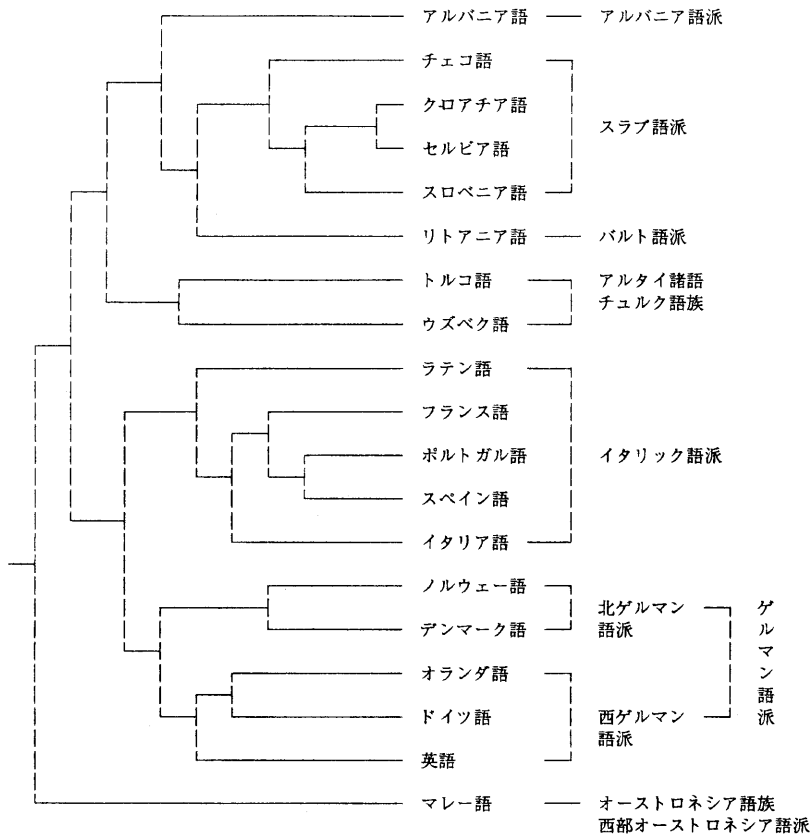 アルバニア語 アルバニア語派
チェコ語
クロアチア語
スラブ語派
セルビア語
スロベニア語
リトアニア語 バルト語派
トルコ語 アルタイ諸語
チュルク語族
ウズベク語
ラテン語
フランス語
ポルトガル語 イタリック語派
スペイン語
イタリア語
ノルウェー語 北ゲルマン
デンマーク語 語派
ゲルマン語派
オランダ語
ドイツ語 西ゲルマン
語派
英語
マレー語 オーストロネシア語族
西部オーストロネシア語派